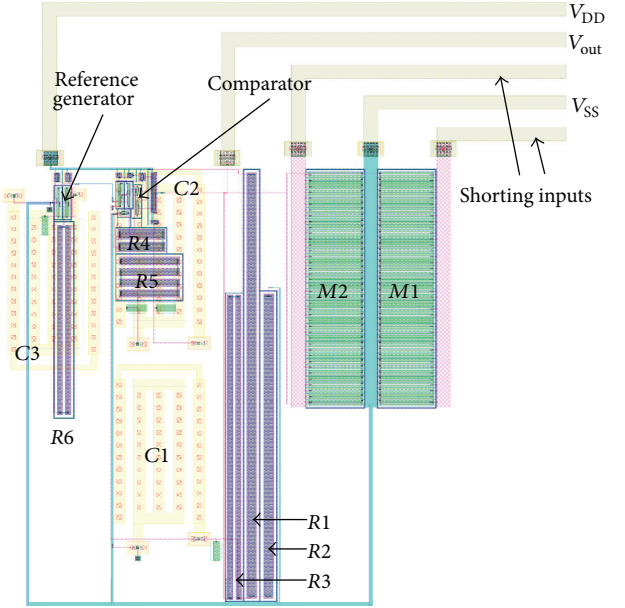 VDD
Vout
Reference
generator
Comparator
VSS
Shorting inputs
C2
R4
R5
M2
M1
C3
R6
C1
R1
R2
R3